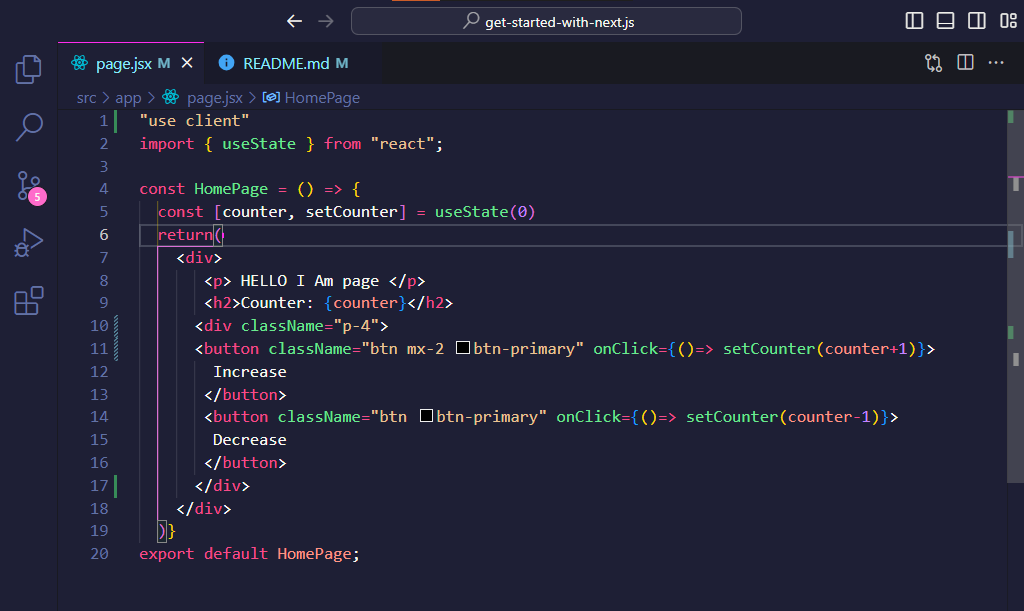 get-started-with-next.js
page.jsx M
README.md M
src > app > page.jsx > HomePage
5
1 "use client"
2 import { useState } from "react";
3
4 const HomePage = () => {
5 const [counter, setCounter] = useState(0)
6 return(
7 <div>
8 <p> HELLO I Am page </p>
9 <h2>Counter: {counter}</h2>
10 <div className="p-4">
11 <button className="btn mx-2 btn-primary" onClick={()=> setCounter(counter+1)}>
12 Increase
13 </button>
14 <button className="btn btn-primary" onClick={()=> setCounter(counter-1)}>
15 Decrease
16 </button>
17 </div>
18 </div>
19 )}
20 export default HomePage;